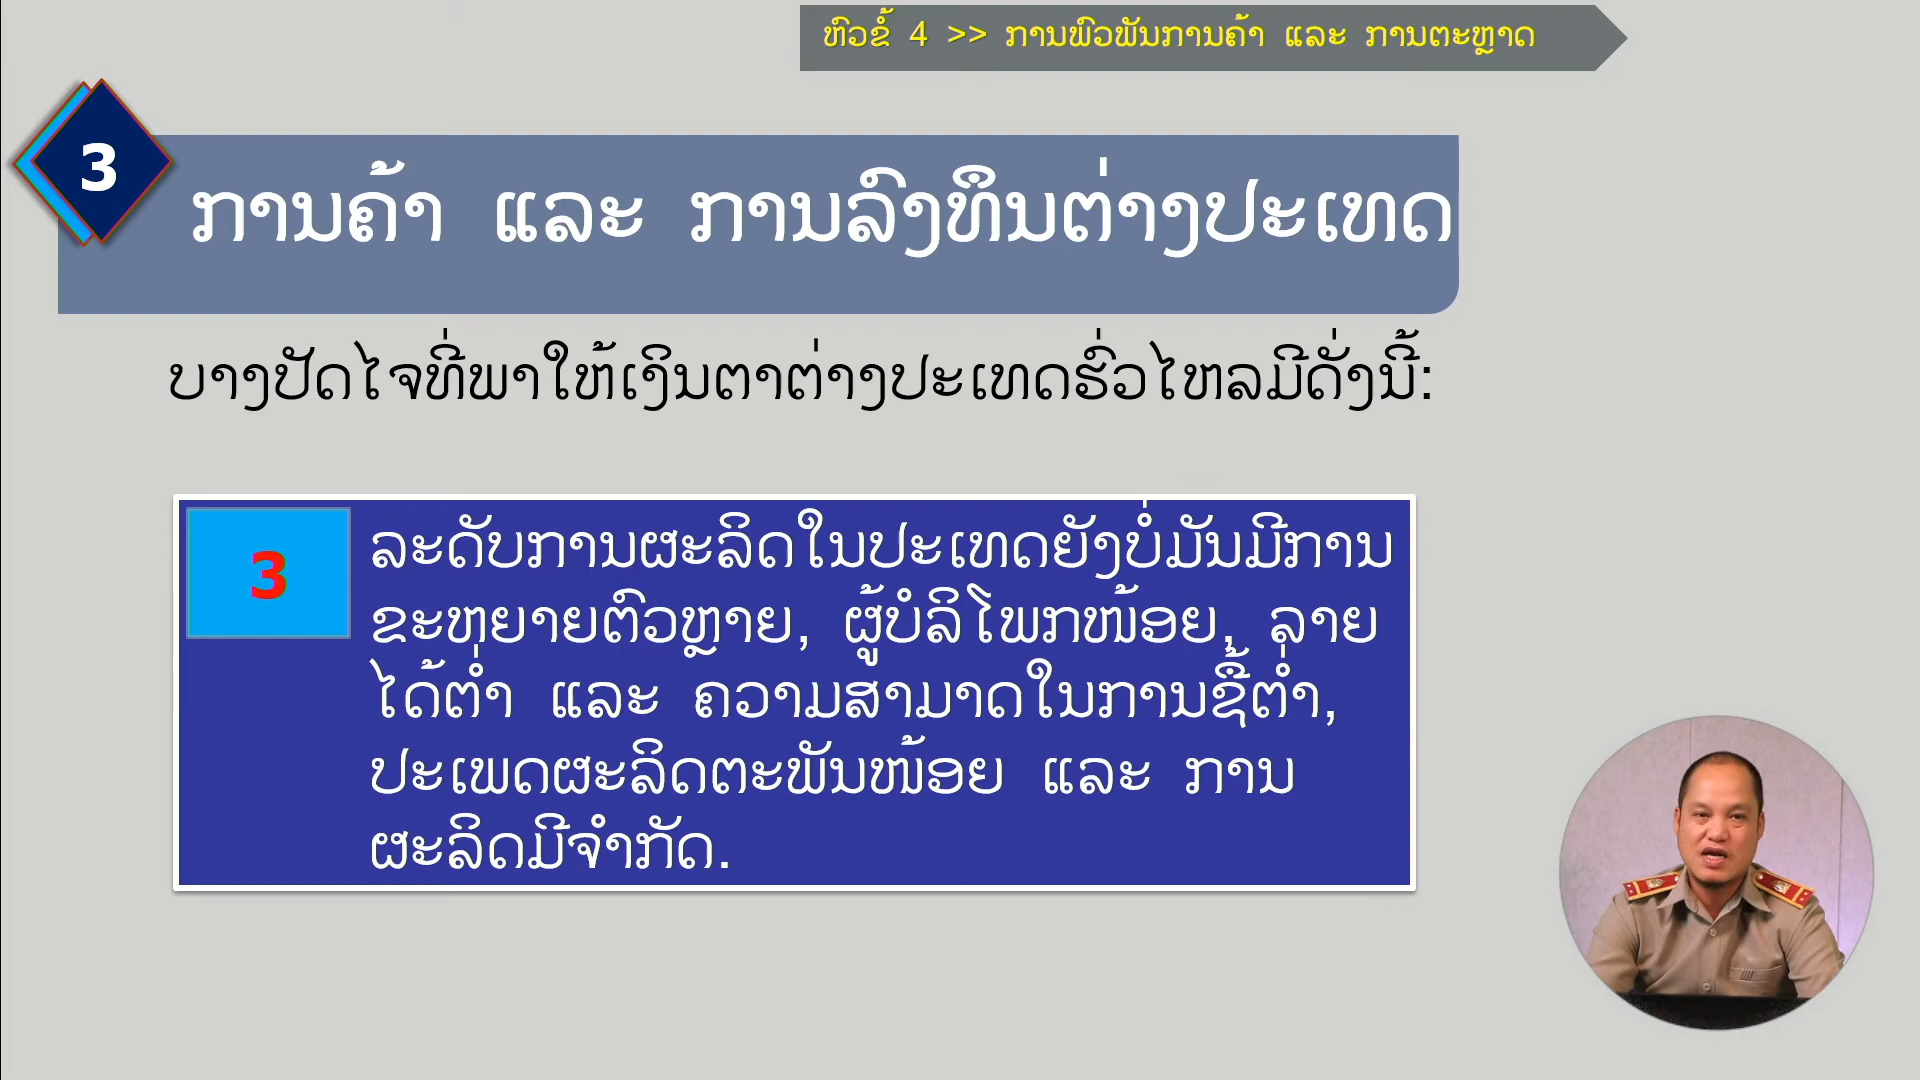 ຫົວຂໍ້ 4 >> ການພົວພັນການຄ້າ ແລະ ການຕະຫຼາດ
3
ການຄ້າ ແລະ ການລົງທຶນຕ່າງປະເທດ
ບາງປັດໄຈທີ່ພາໃຫ້ເງິນຕາຕ່າງປະເທດຮົ່ວໄຫລມີດັ່ງນີ້:
3
ລະດັບການຜະລິດໃນປະເທດຍັງບໍ່ມັນມີການ
ຂະຫຍາຍຕົວຫຼາຍ, ຜູ້ບໍລິໂພກໜ້ອຍ, ລາຍ
ໄດ້ຕ່ຳ ແລະ ຄວາມສາມາດໃນການຊື້ຕ່ຳ,
ປະເພດຜະລິດຕະພັນໜ້ອຍ ແລະ ການ
ຜະລິດມີຈຳກັດ.